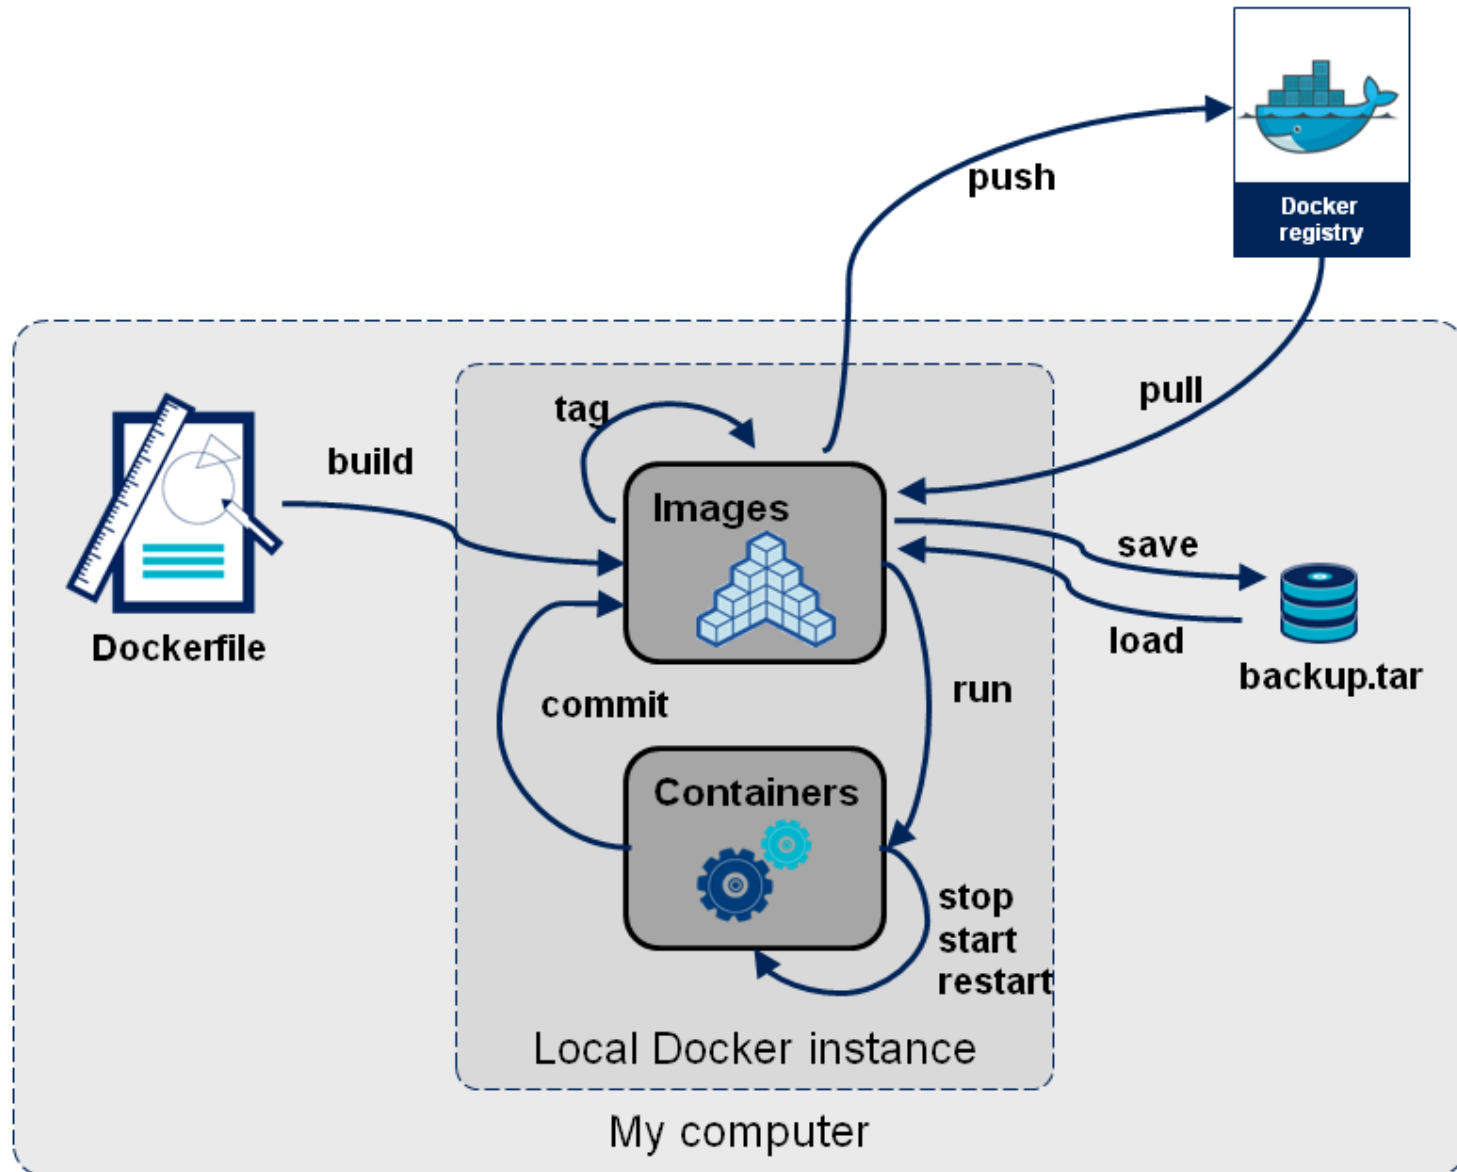 push
Docker
registry
pull
tag
build
Images
save
Dockerfile
load
backup.tar
commit
run
Containers
stop
start
restart
Local Docker instance
My computer